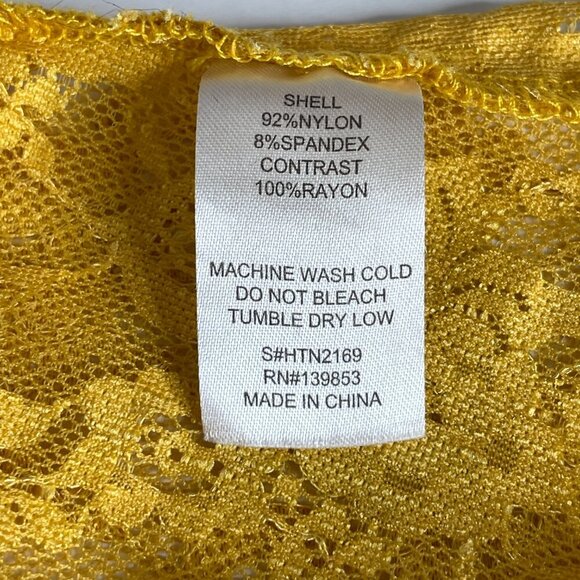 SHELL
92%NYLON
8%SPANDEX
CONTRAST
100%RAYON
MACHINE WASH COLD
DO NOT BLEACH
TUMBLE DRY LOW
S#HTN2169
RN#139853
MADE IN CHINA